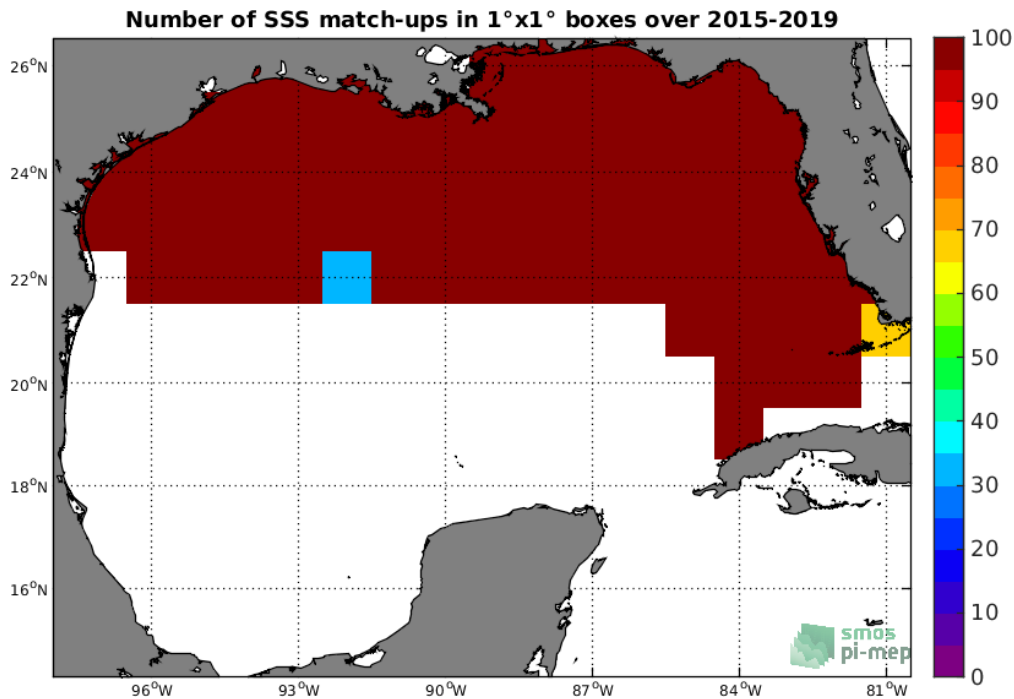 Number of SSS match-ups in 1°x1° boxes over 2015-2019
26°N
24°N
22°N
20°N
18°N
16°N
96°W
93°W
90°W
87°W
84°W
81°W
100
90
80
70
60
50
40
30
20
10
0
smos
pi-mep